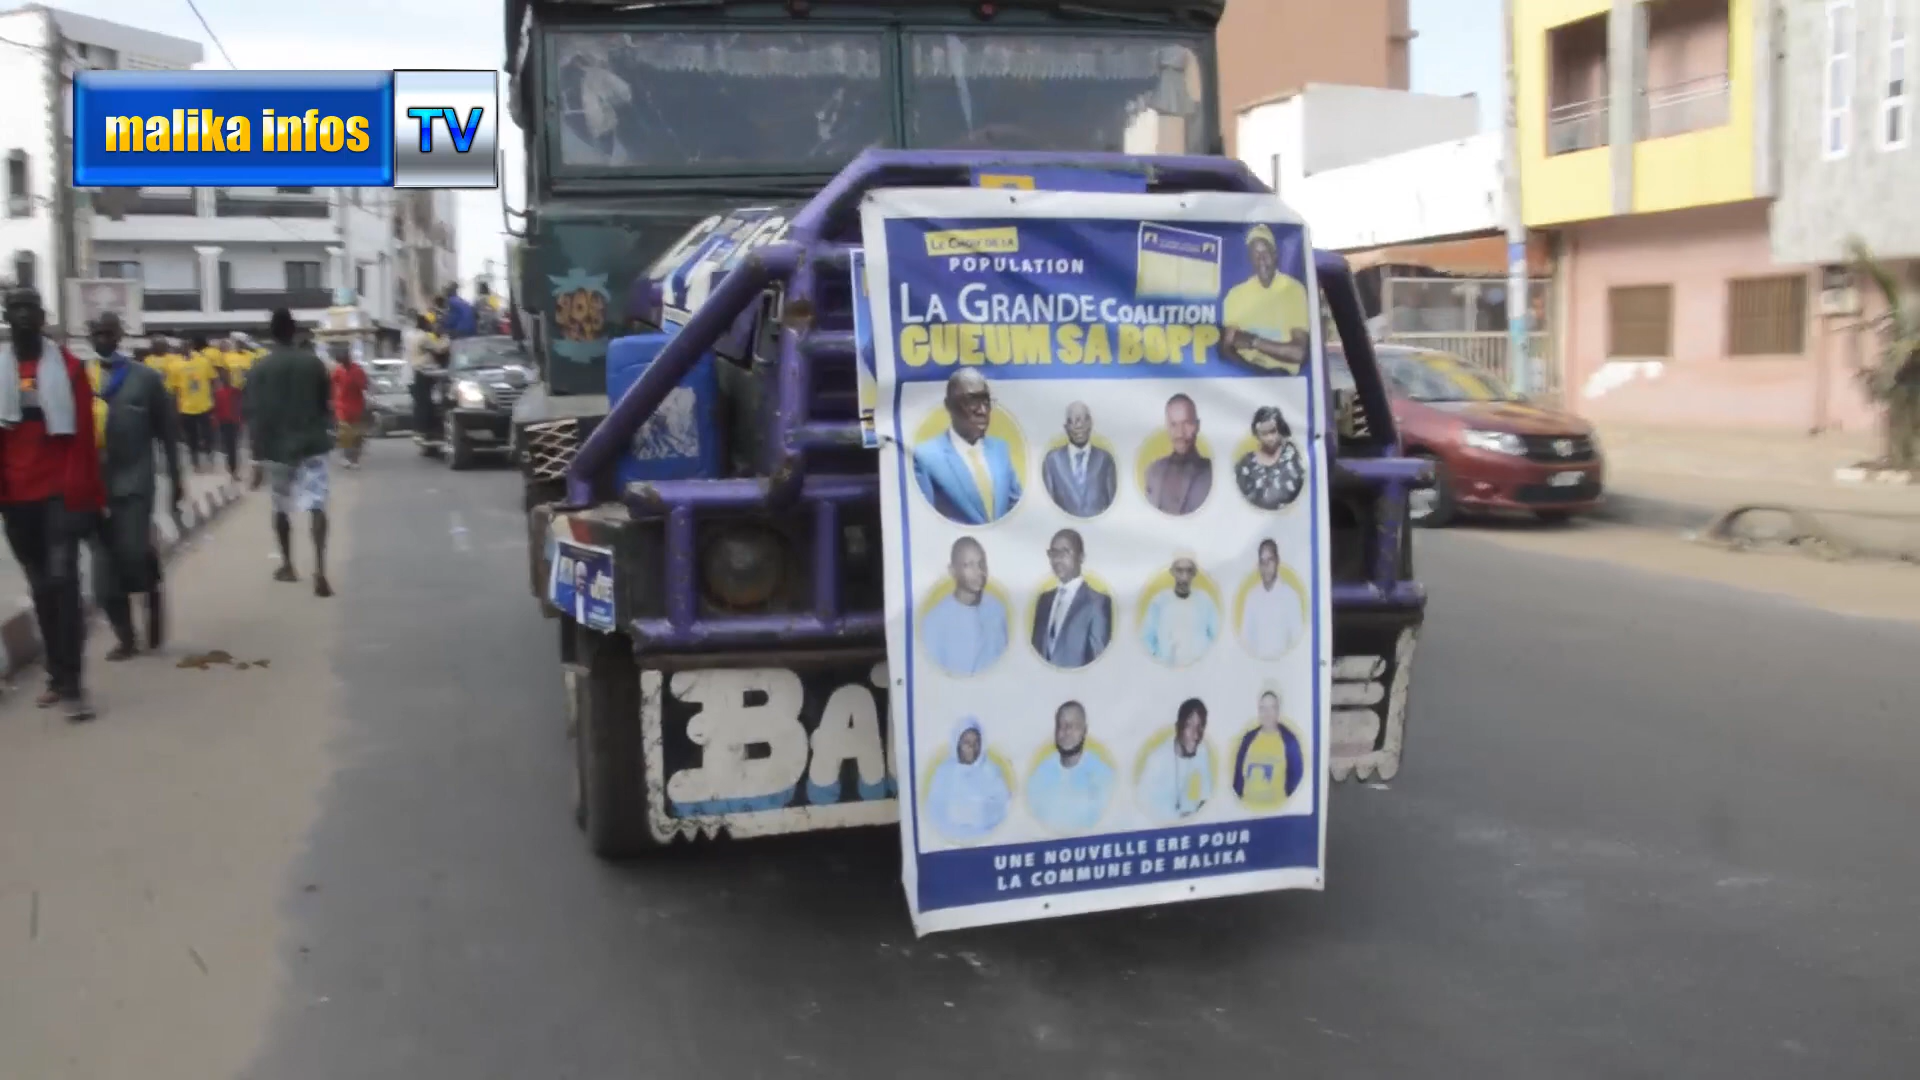 malika infos TV
LE CHOIX DE LA
POPULATION
LA GRANDE COALITION
GUEUM SA BOPP
BA
UNE NOUVELLE ERE POUR
LA COMMUNE DE MALIKA